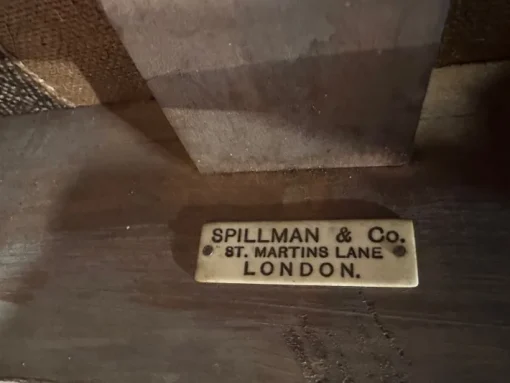 SPILLMAN & Co.
ST. MARTINS LANE
LONDON.